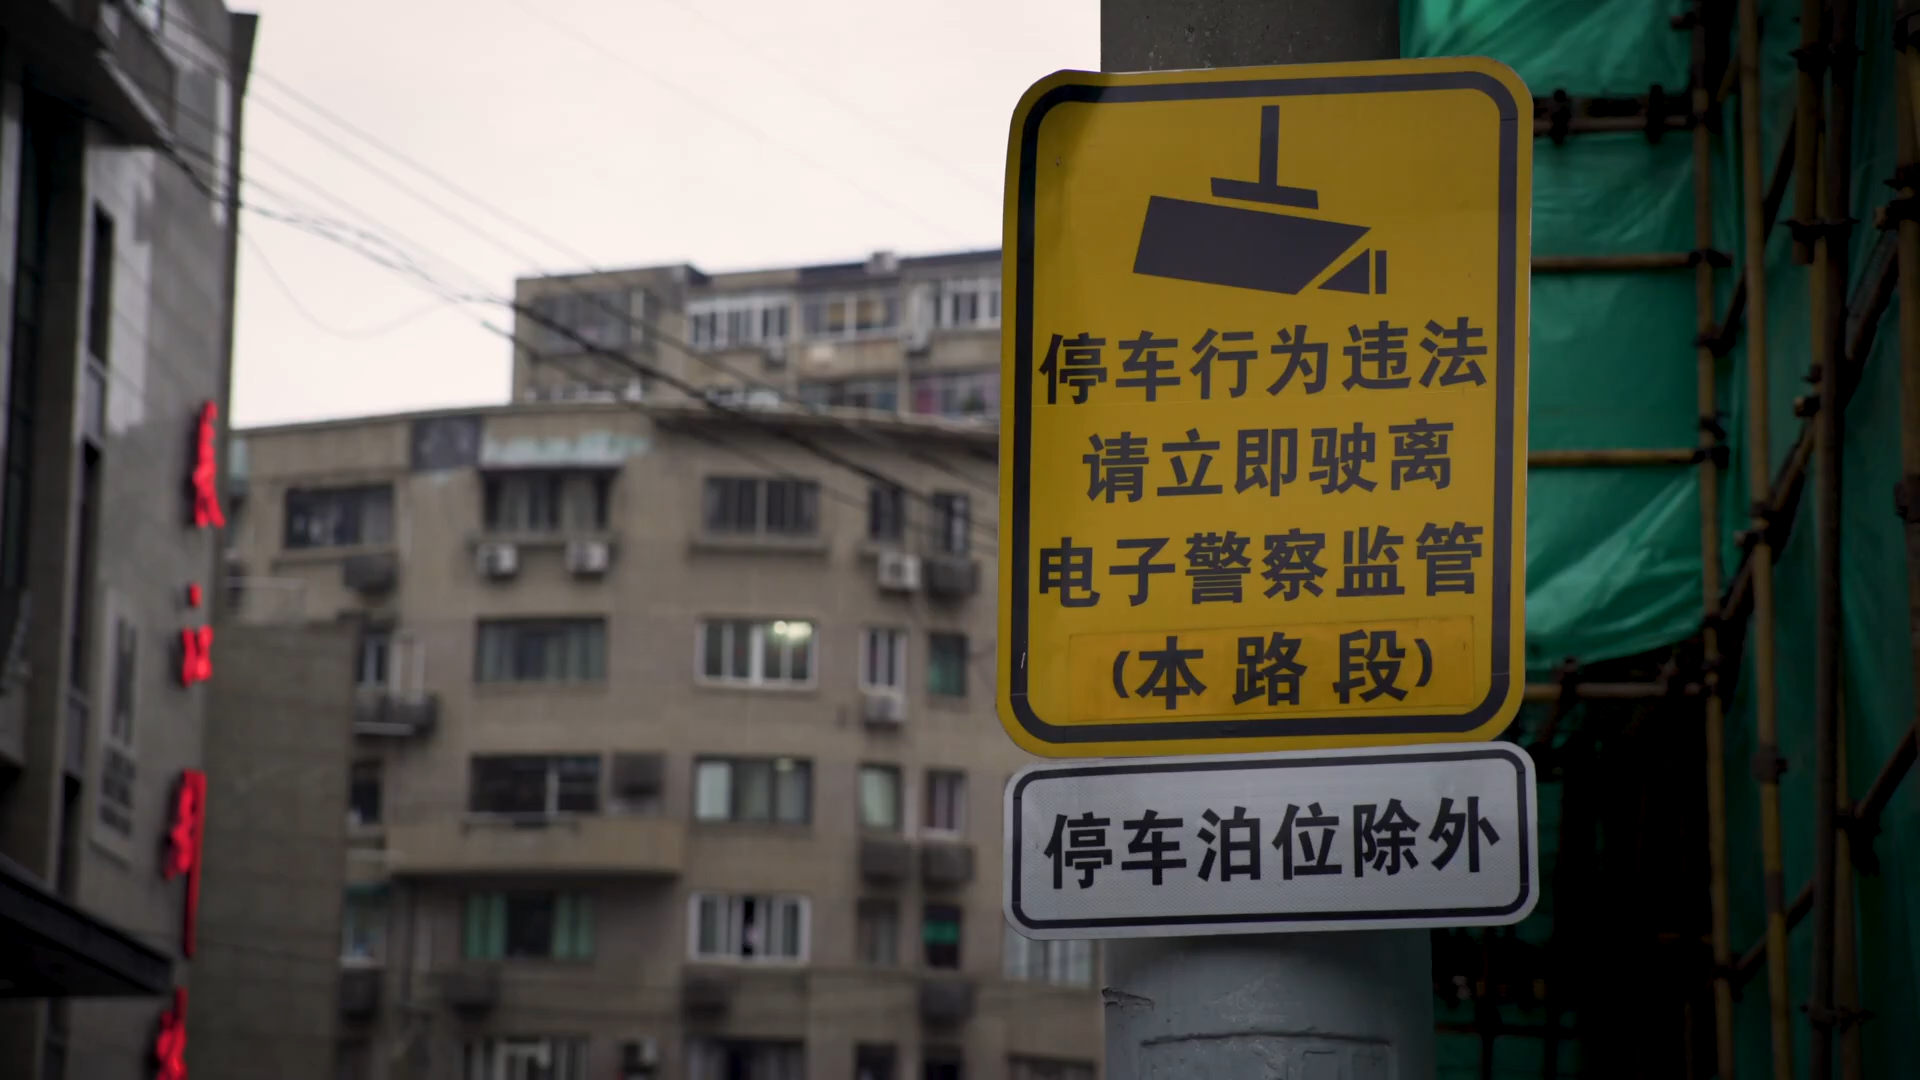 停车行为违法
请立即驶离
电子警察监管
(本路段)
停车泊位除外